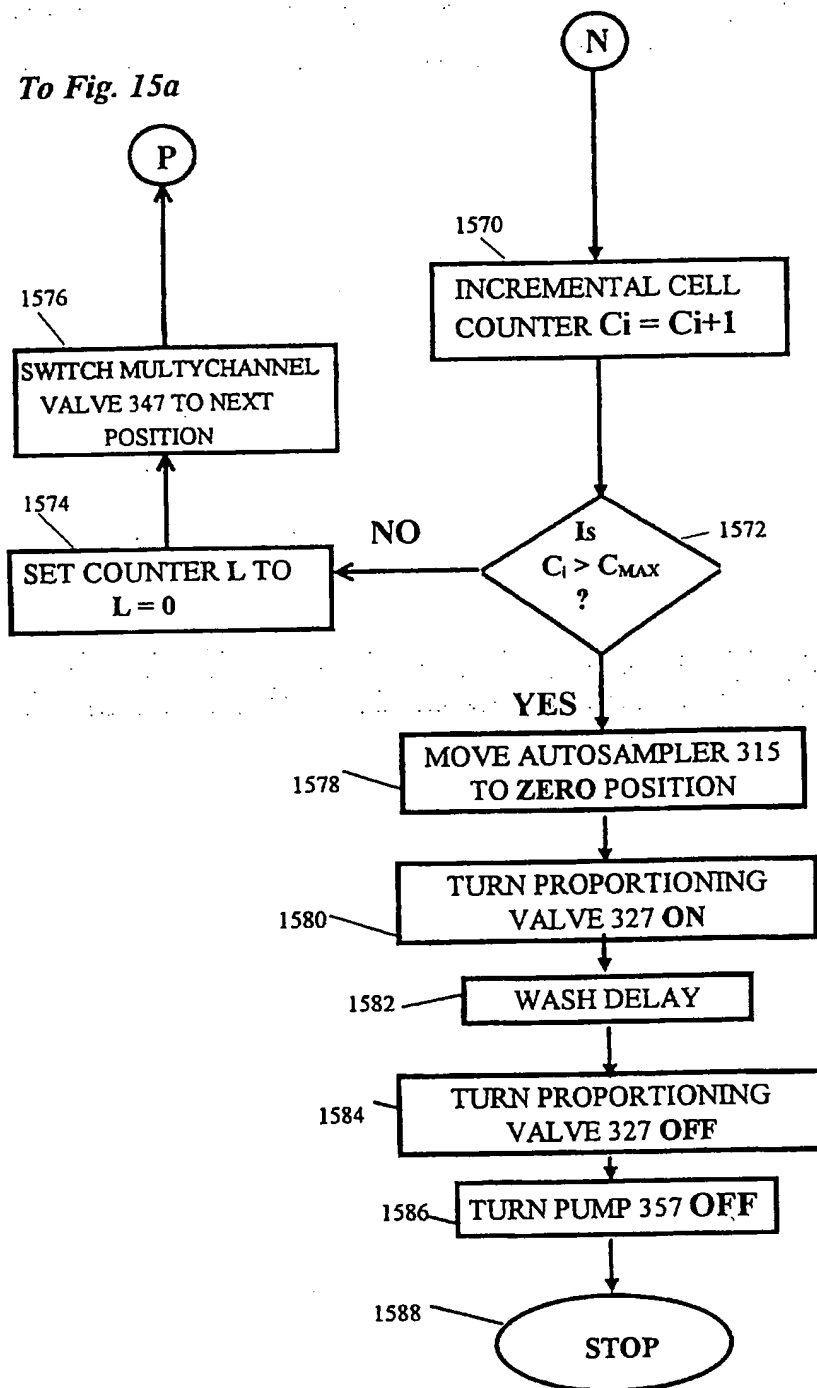 N
To Fig. 15a
P
1570
INCREMENTAL CELL
COUNTER Ci = Ci+1
1576
SWITCH MULTYCHANNEL
VALVE 347 TO NEXT
POSITION
1574
SET COUNTER L TO
L = 0
NO
Is
Ci > CMAX
?
1572
YES
MOVE AUTOSAMPLER 315
TO ZERO POSITION
1578
TURN PROPORTIONING
VALVE 327 ON
1580
WASH DELAY
1582
TURN PROPORTIONING
VALVE 327 OFF
1584
TURN PUMP 357 OFF
1586
STOP
1588